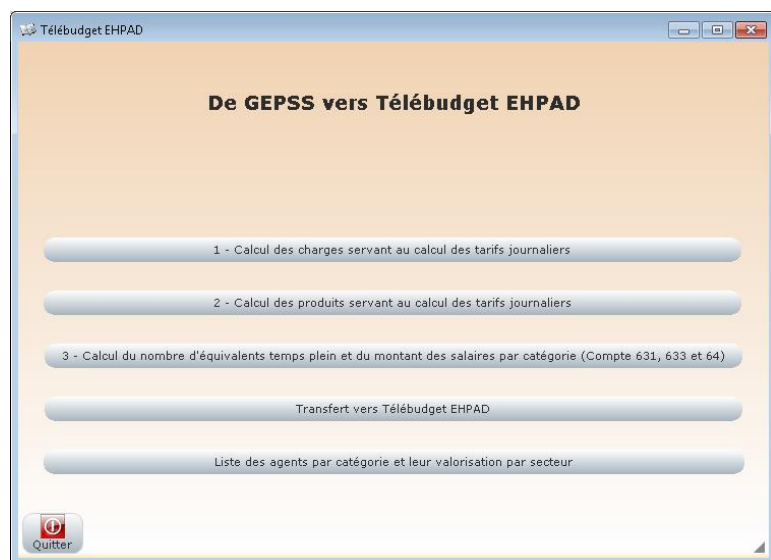 Télébudget EHPAD
De GEPSS vers Télébudget EHPAD
1 - Calcul des charges servant au calcul des tarifs journaliers
2 - Calcul des produits servant au calcul des tarifs journaliers
3 - Calcul du nombre d'équivalents temps plein et du montant des salaires par catégorie (Compte 631, 633 et 64)
Transfert vers Télébudget EHPAD
Liste des agents par catégorie et leur valorisation par secteur
Quitter